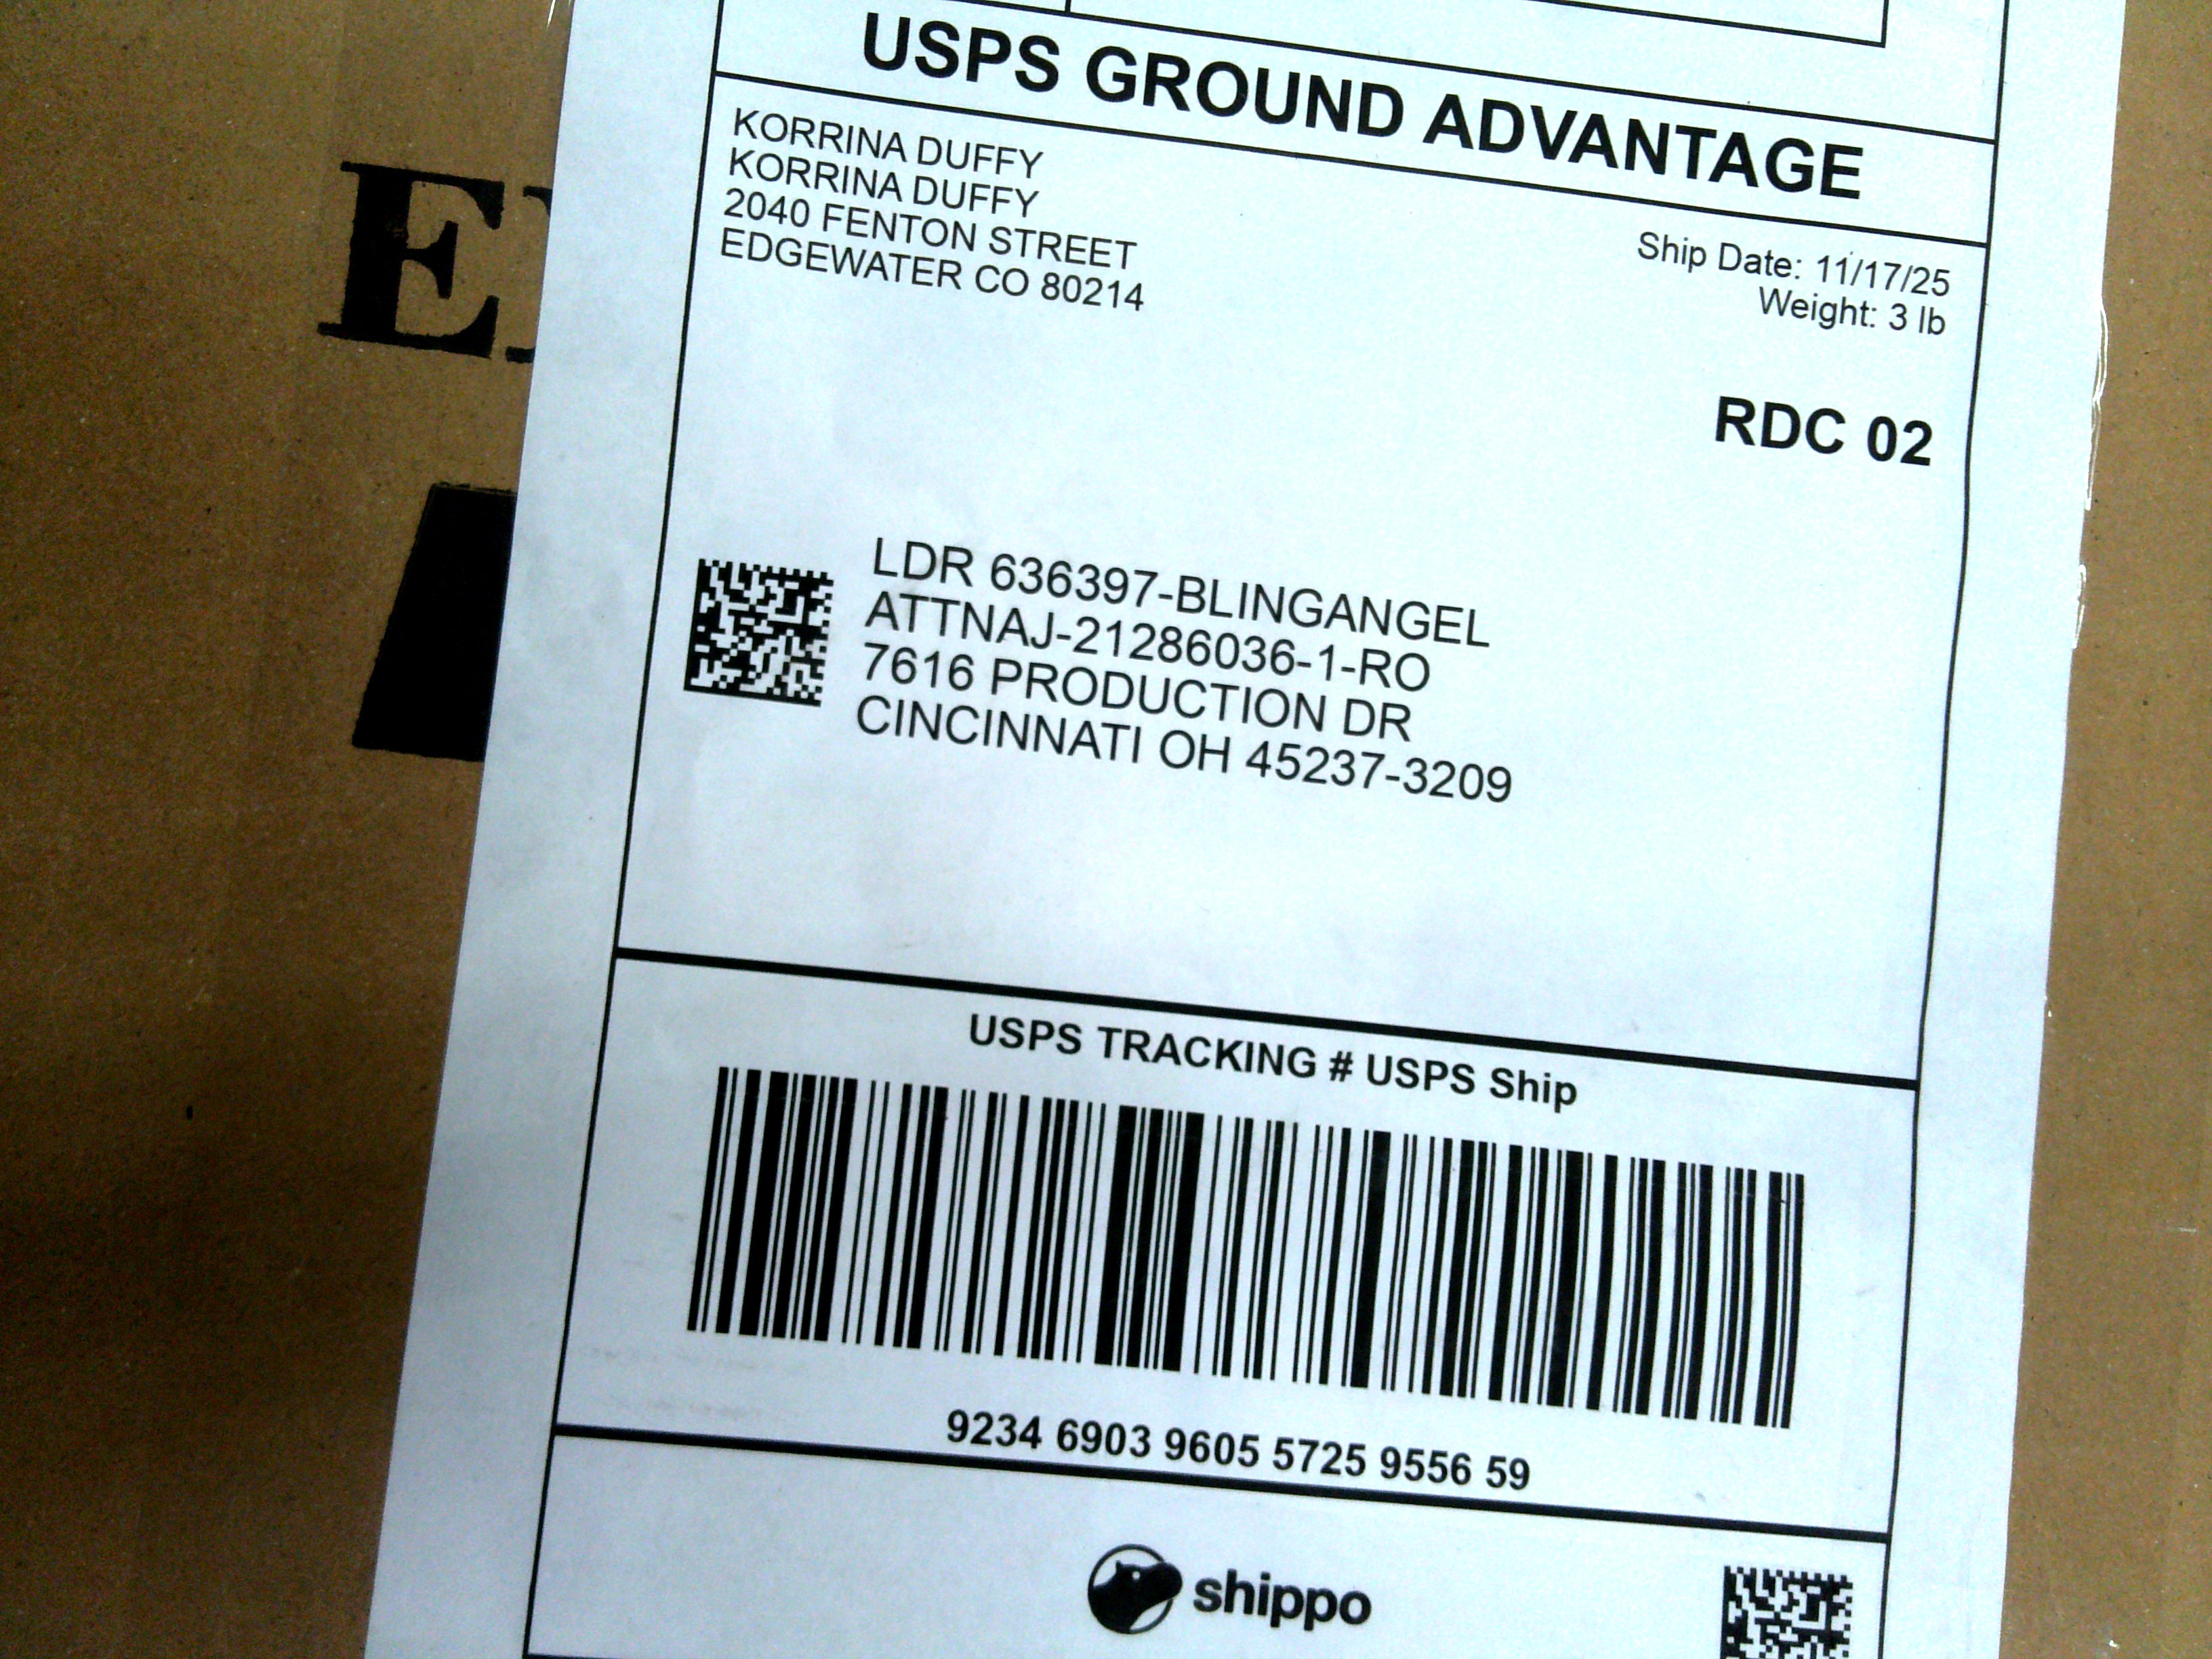 USPS GROUND ADVANTAGE
KORRINA DUFFY
KORRINA DUFFY
2040 FENTON STREET
EDGEWATER CO 80214
Ship Date: 11/17/25
Weight: 3 lb
RDC 02
LDR 636397-BLINGANGEL
ATTNAJ-21286036-1-RO
7616 PRODUCTION DR
CINCINNATI OH 45237-3209
USPS TRACKING # USPS Ship
9234 6903 9605 5725 9556 59
shippo